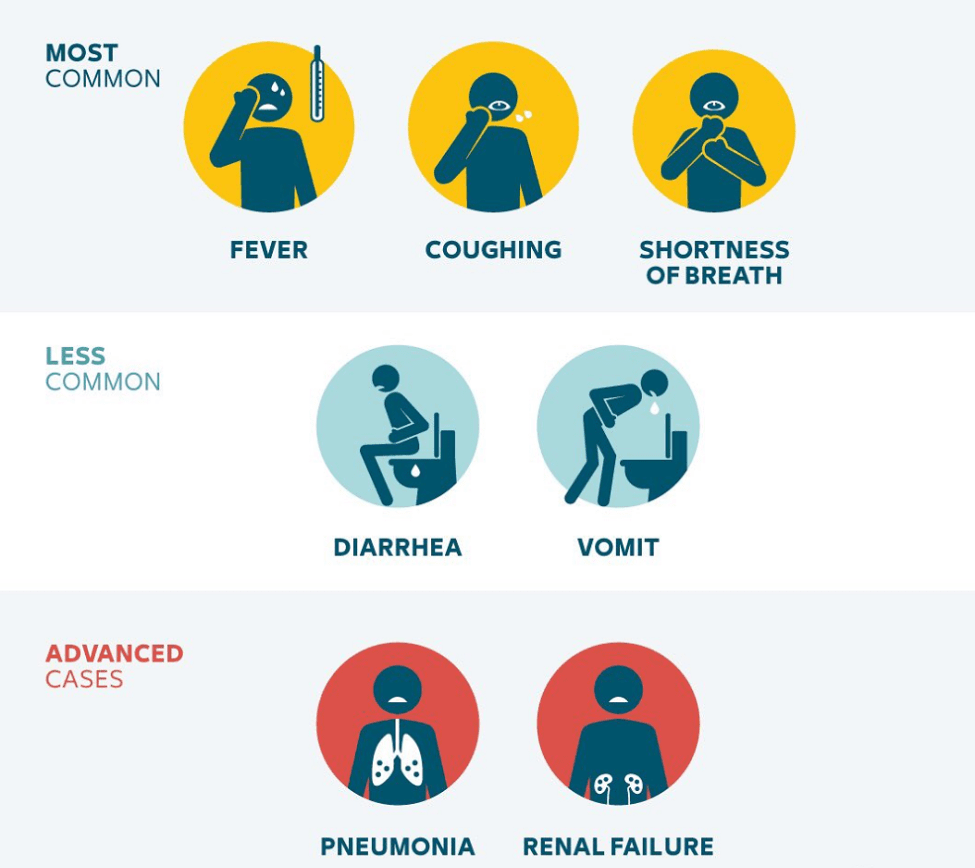 MOST
COMMON
FEVER
COUGHING
SHORTNESS
OF BREATH
LESS
COMMON
DIARRHEA
VOMIT
ADVANCED
CASES
PNEUMONIA
RENAL FAILURE